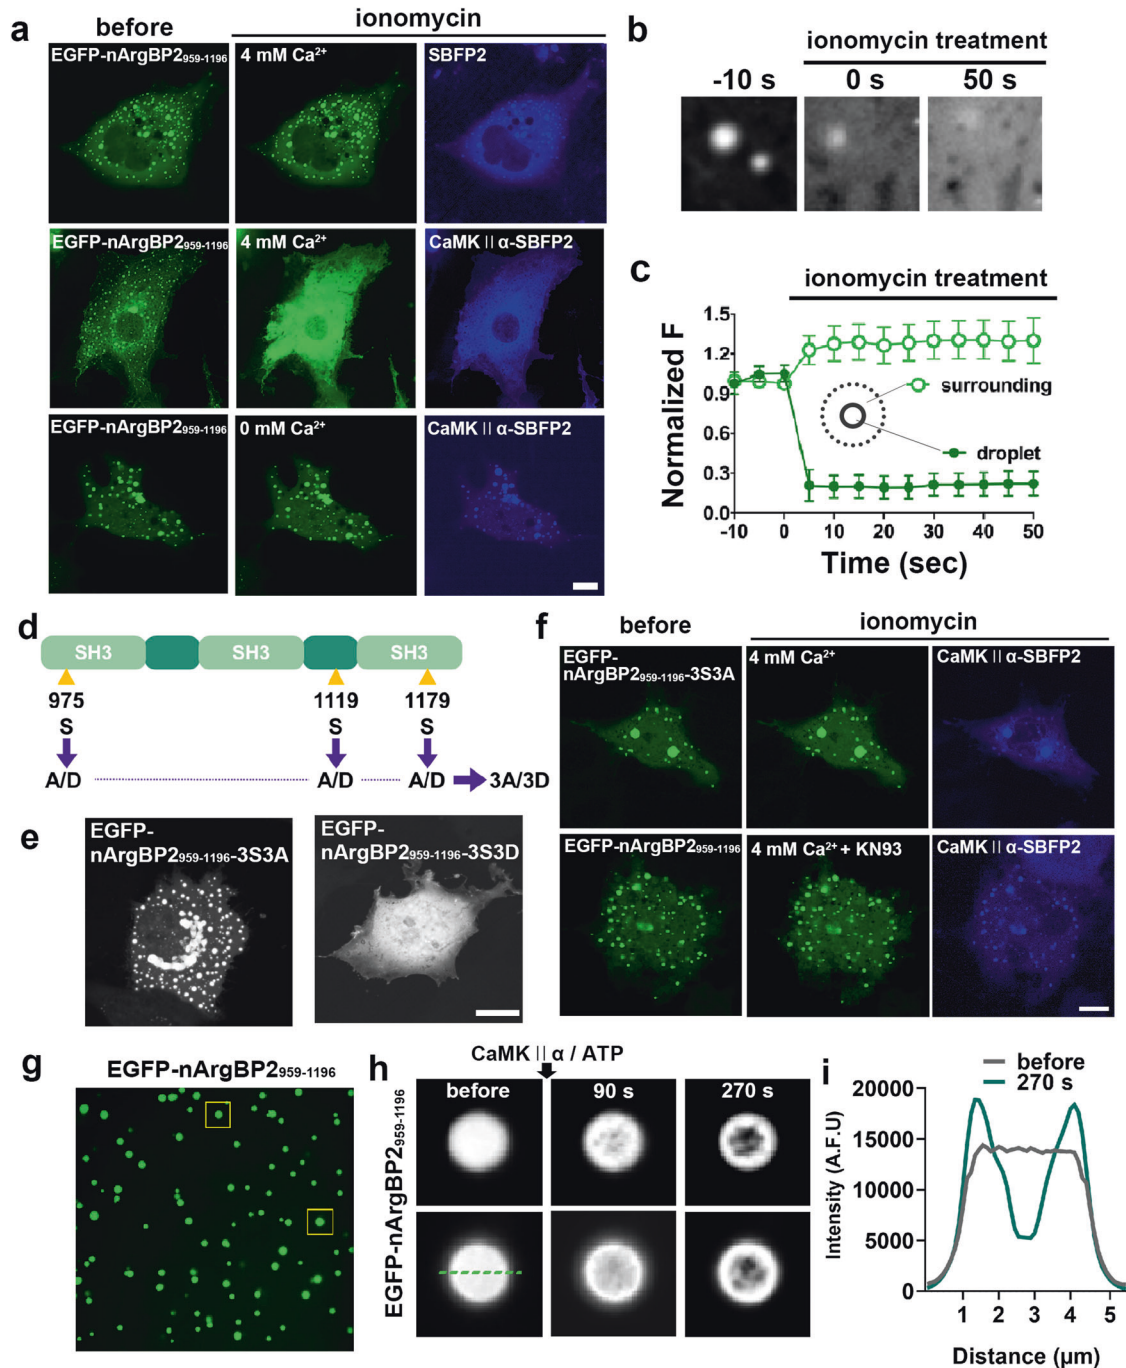 a
before
ionomycin
EGFP-nArgBP2959-1196
4 mM Ca2+
SBFP2
EGFP-nArgBP2959-1196
4 mM Ca2+
CaMK II α-SBFP2
EGFP-nArgBP2959-1196
0 mM Ca2+
CaMK II α-SBFP2
b
ionomycin treatment
-10 s
0 s
50 s
c
ionomycin treatment
Normalized F
1.5
1.2
0.9
0.6
0.3
0.0
surrounding
droplet
-10 0 10 20 30 40 50
Time (sec)
d
SH3 SH3 SH3
975 1119 1179
S S S
A/D A/D A/D 3A/3D
e
EGFP-
nArgBP2959-1196-3S3A
EGFP-
nArgBP2959-1196-3S3D
f
before
ionomycin
EGFP-
nArgBP2959-1196-3S3A
4 mM Ca2+
CaMK II α-SBFP2
EGFP-nArgBP2959-1196
4 mM Ca2+ + KN93
CaMK II α-SBFP2
g
EGFP-nArgBP2959-1196
h
CaMK II α / ATP
before
90 s
270 s
EGFP-nArgBP2959-1196
i
before
270 s
Intensity (A.F.U)
20000
15000
10000
5000
0
1 2 3 4 5
Distance (µm)